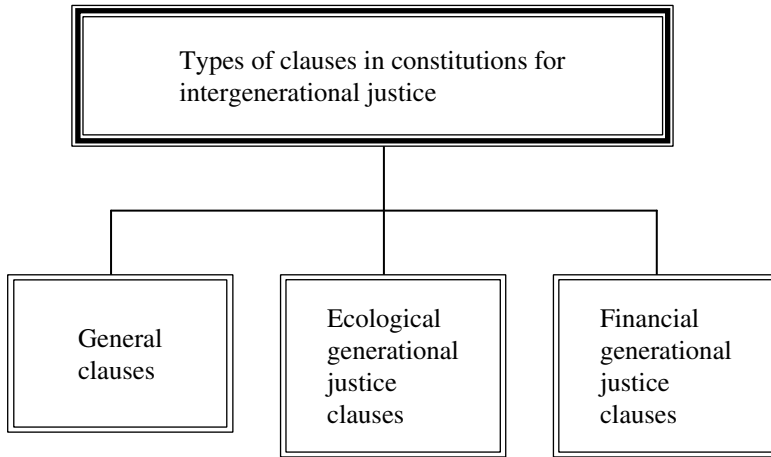 Types of clauses in constitutions for
intergenerational justice
General
clauses
Ecological
generational
justice
clauses
Financial
generational
justice
clauses